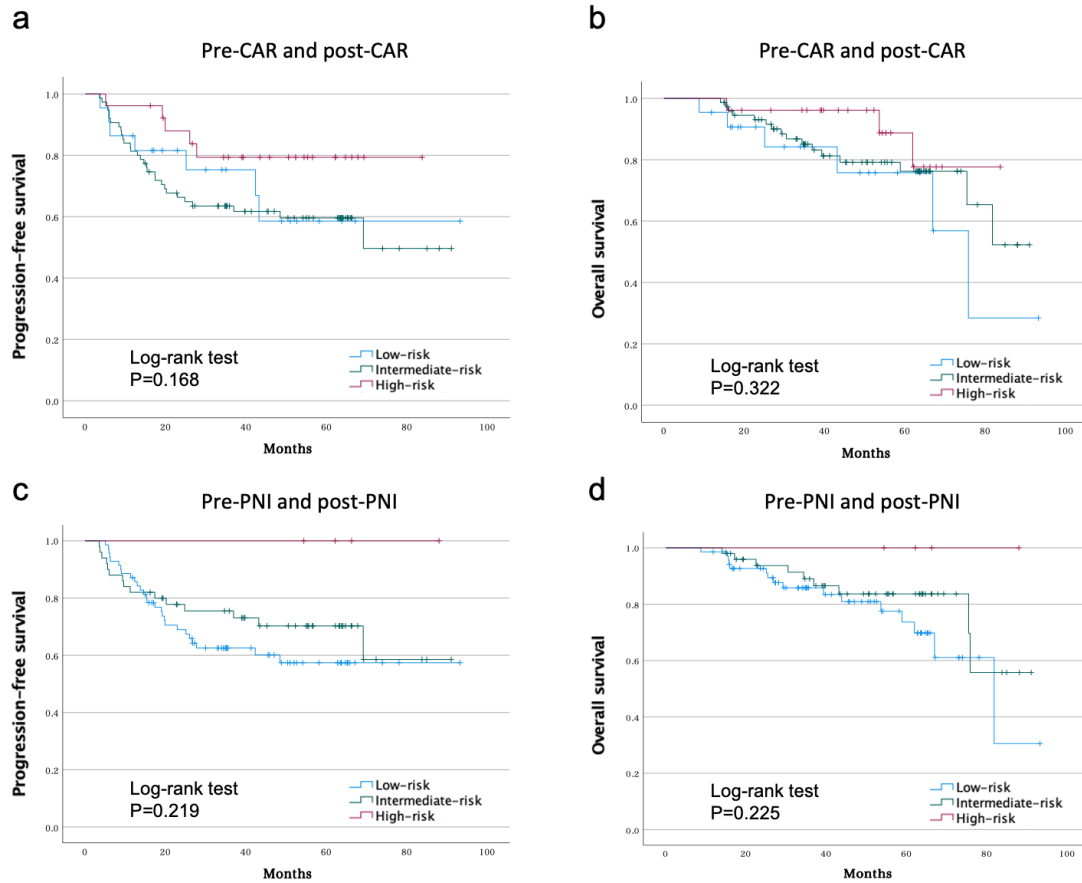 a
Pre-CAR and post-CAR
Progression-free survival
1.0
0.8
0.6
0.4
0.2
0.0
Log-rank test
P=0.168
Low-risk
Intermediate-risk
High-risk
0 20 40 60 80 100
Months
b
Pre-CAR and post-CAR
Overall survival
1.0
0.8
0.6
0.4
0.2
0.0
Log-rank test
P=0.322
Low-risk
Intermediate-risk
High-risk
0 20 40 60 80 100
Months
c
Pre-PNI and post-PNI
Progression-free survival
1.0
0.8
0.6
0.4
0.2
0.0
Log-rank test
P=0.219
Low-risk
Intermediate-risk
High-risk
0 20 40 60 80 100
Months
d
Pre-PNI and post-PNI
Overall survival
1.0
0.8
0.6
0.4
0.2
0.0
Log-rank test
P=0.225
Low-risk
Intermediate-risk
High-risk
0 20 40 60 80 100
Months